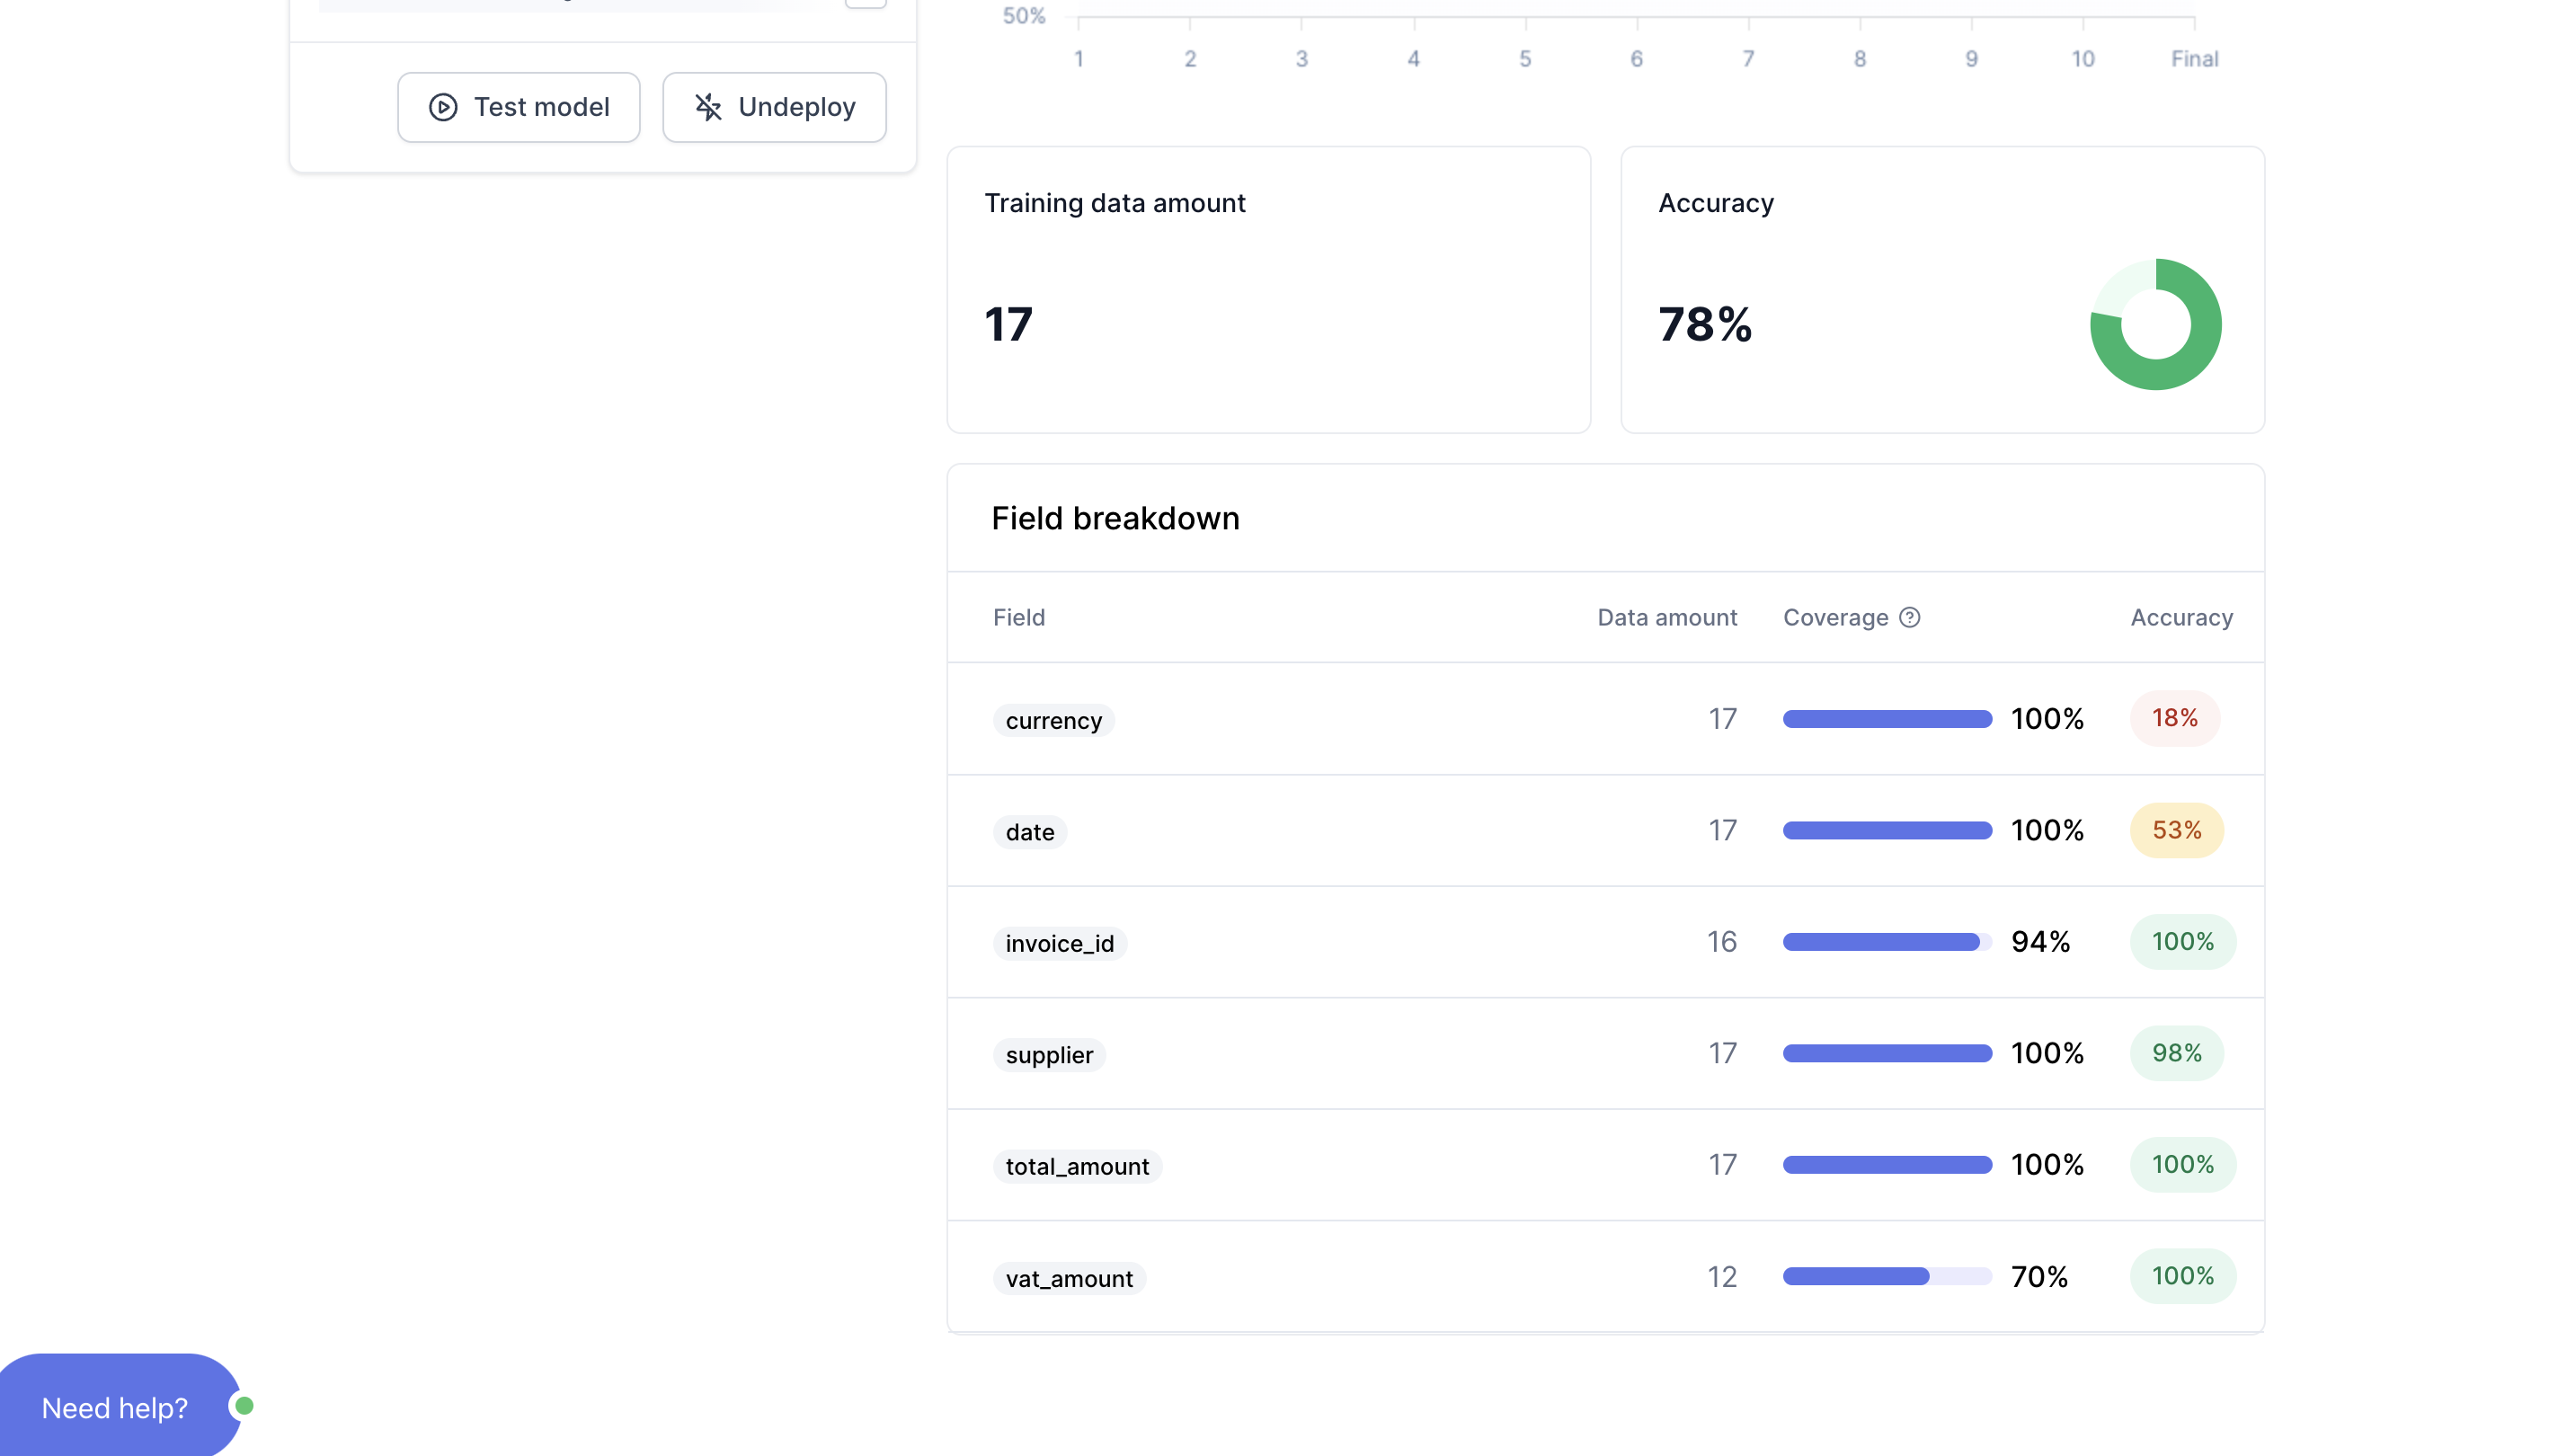 50%
1 2 3 4 5 6 7 8 9 10 Final
Test model Undeploy
Training data amount
17
Accuracy
78%
Field breakdown
Field Data amount Coverage Accuracy
currency 17 100% 18%
date 17 100% 53%
invoice_id 16 94% 100%
supplier 17 100% 98%
total_amount 17 100% 100%
vat_amount 12 70% 100%
Need help?